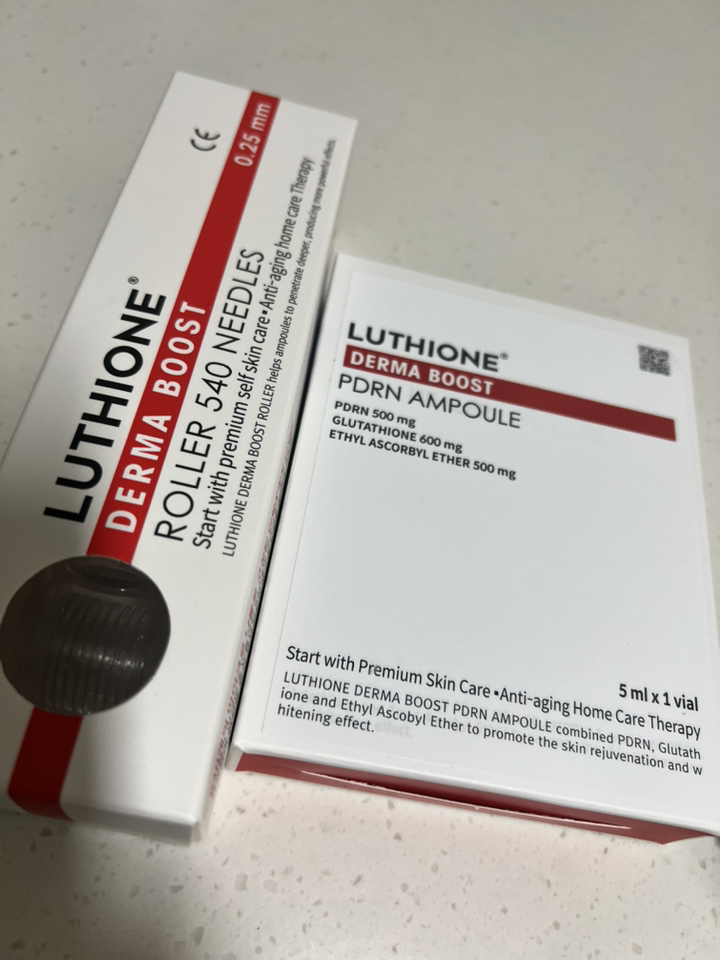 LUTHIONE®
DERMA BOOST
0.25 mm
CE
ROLLER 540 NEEDLES
Start with premium self skin care▪Anti-aging home care Therapy
LUTHIONE DERMA BOOST ROLLER helps ampoules to penetrate deeper, producing more powerful effects.
LUTHIONE®
DERMA BOOST
PDRN AMPOULE
PDRN 500 mg
GLUTATHIONE 600 mg
ETHYL ASCORBYL ETHER 500 mg
5 ml x 1 vial
Start with Premium Skin Care ▪Anti-aging Home Care Therapy
LUTHIONE DERMA BOOST PDRN AMPOULE combined PDRN, Glutath
ione and Ethyl Ascobyl Ether to promote the skin rejuvenation and w
hitening effect.